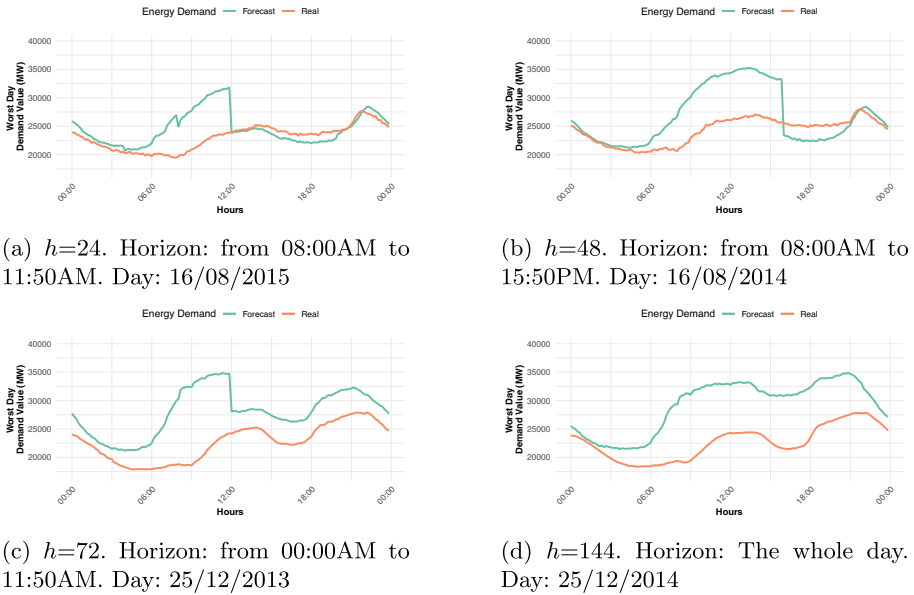 Energy Demand Forecast Real
Worst Day
Demand Value (MW)
40000
35000
30000
25000
20000
00:00 06:00 12:00 18:00 00:00
Hours
(a) h=24. Horizon: from 08:00AM to
11:50AM. Day: 16/08/2015
Energy Demand Forecast Real
Worst Day
Demand Value (MW)
40000
35000
30000
25000
20000
00:00 06:00 12:00 18:00 00:00
Hours
(b) h=48. Horizon: from 08:00AM to
15:50PM. Day: 16/08/2014
Energy Demand Forecast Real
Worst Day
Demand Value (MW)
40000
35000
30000
25000
20000
00:00 06:00 12:00 18:00 00:00
Hours
(c) h=72. Horizon: from 00:00AM to
11:50AM. Day: 25/12/2013
Energy Demand Forecast Real
Worst Day
Demand Value (MW)
40000
35000
30000
25000
20000
00:00 06:00 12:00 18:00 00:00
Hours
(d) h=144. Horizon: The whole day.
Day: 25/12/2014